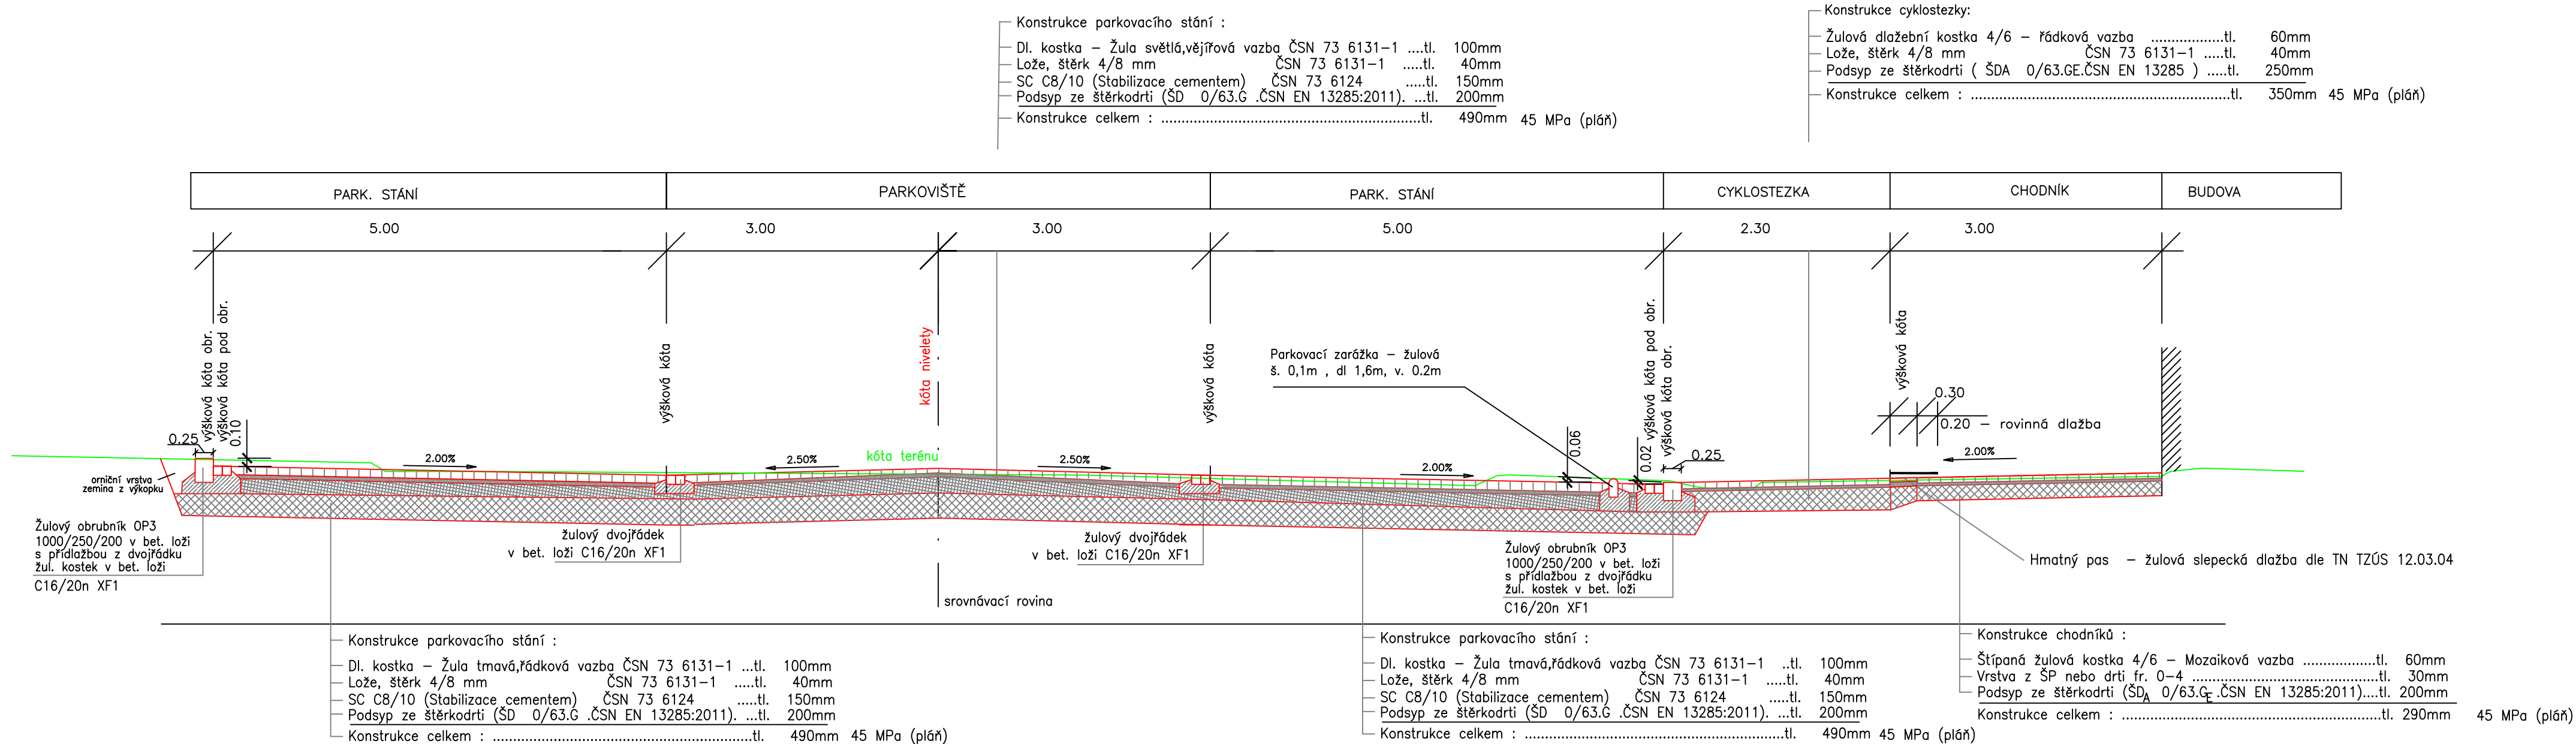 Konstrukce parkovacího stání :
Dl. kostka – Žula světlá,vějířová vazba ČSN 73 6131–1 ....tl. 100mm
Lože, štěrk 4/8 mm ČSN 73 6131–1 .....tl. 40mm
SC C8/10 (Stabilizace cementem) ČSN 73 6124 .....tl. 150mm
Podsyp ze štěrkodrti (ŠD 0/63.G .ČSN EN 13285:2011). ...tl. 200mm
Konstrukce celkem : ................................................................tl. 490mm 45 MPa (pláň)
Konstrukce cyklostezky:
Žulová dlažební kostka 4/6 – řádková vazba ..................tl. 60mm
Lože, štěrk 4/8 mm ČSN 73 6131–1 .....tl. 40mm
Podsyp ze štěrkodrti ( ŠDA 0/63.GE.ČSN EN 13285 ) .....tl. 250mm
Konstrukce celkem : ................................................................tl. 350mm 45 MPa (pláň)
PARK. STÁNÍ PARKOVIŠTĚ PARK. STÁNÍ CYKLOSTEZKA CHODNÍK BUDOVA
5.00 3.00 3.00 5.00 2.30 3.00
výšková kóta obr.
výšková kóta pod obr.
výšková kóta
kóta nivelety
výšková kóta
Parkovací zarážka – žulová
š. 0,1m , dl 1,6m, v. 0.2m
výšková kóta pod obr.
výšková kóta obr.
výšková kóta
0.30
0.20 – rovinná dlažba
0.25
0.10
2.00%
2.50%
kóta terénu
2.50%
2.00%
0.06
0.02
0.25
2.00%
orniční vrstva
zemina z výkopku
Žulový obrubník OP3
1000/250/200 v bet. loži
s přídlažbou z dvojřádku
žul. kostek v bet. loži
C16/20n XF1
žulový dvojřádek
v bet. loži C16/20n XF1
srovnávací rovina
žulový dvojřádek
v bet. loži C16/20n XF1
Žulový obrubník OP3
1000/250/200 v bet. loži
s přídlažbou z dvojřádku
žul. kostek v bet. loži
C16/20n XF1
Hmatný pas – žulová slepecká dlažba dle TN TZÚS 12.03.04
Konstrukce parkovacího stání :
Dl. kostka – Žula tmavá,řádková vazba ČSN 73 6131–1 ...tl. 100mm
Lože, štěrk 4/8 mm ČSN 73 6131–1 .....tl. 40mm
SC C8/10 (Stabilizace cementem) ČSN 73 6124 .....tl. 150mm
Podsyp ze štěrkodrti (ŠD 0/63.G .ČSN EN 13285:2011). ...tl. 200mm
Konstrukce celkem : ................................................................tl. 490mm 45 MPa (pláň)
Konstrukce parkovacího stání :
Dl. kostka – Žula tmavá,řádková vazba ČSN 73 6131–1 ..tl. 100mm
Lože, štěrk 4/8 mm ČSN 73 6131–1 .....tl. 40mm
SC C8/10 (Stabilizace cementem) ČSN 73 6124 .....tl. 150mm
Podsyp ze štěrkodrti (ŠD 0/63.G .ČSN EN 13285:2011). ...tl. 200mm
Konstrukce celkem : ................................................................tl. 490mm 45 MPa (pláň)
Konstrukce chodníků :
Štípaná žulová kostka 4/6 – Mozaiková vazba ..................tl. 60mm
Vrstva z ŠP nebo drti fr. 0–4 ..............................................tl. 30mm
Podsyp ze štěrkodrti (ŠDA 0/63.GE .ČSN EN 13285:2011)....tl. 200mm
Konstrukce celkem : ................................................................tl. 290mm 45 MPa (pláň)